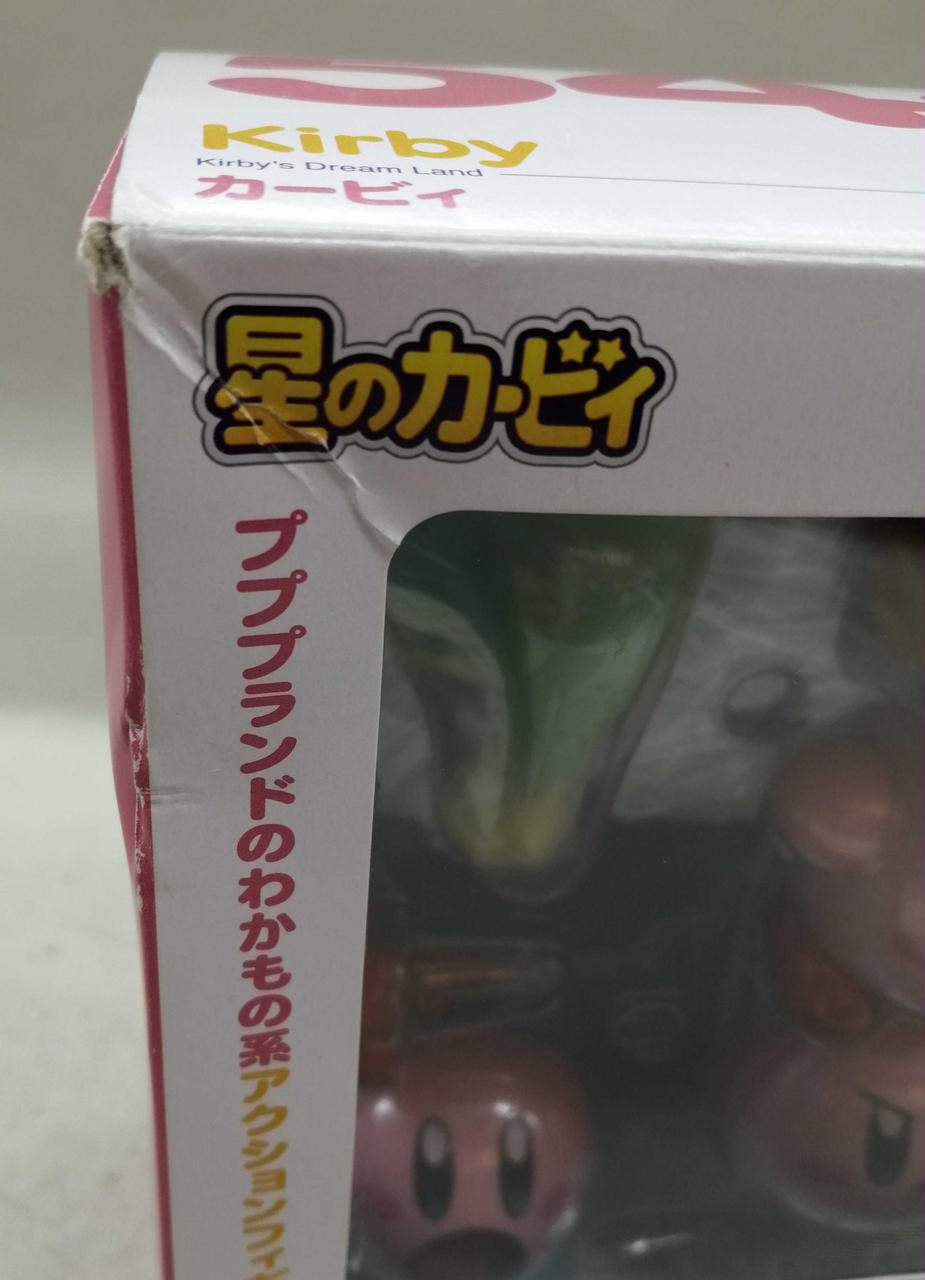 54
Kirby
Kirby's Dream Land
カービィ
星のカービィ
プププランドのわかもの系アクションフィ